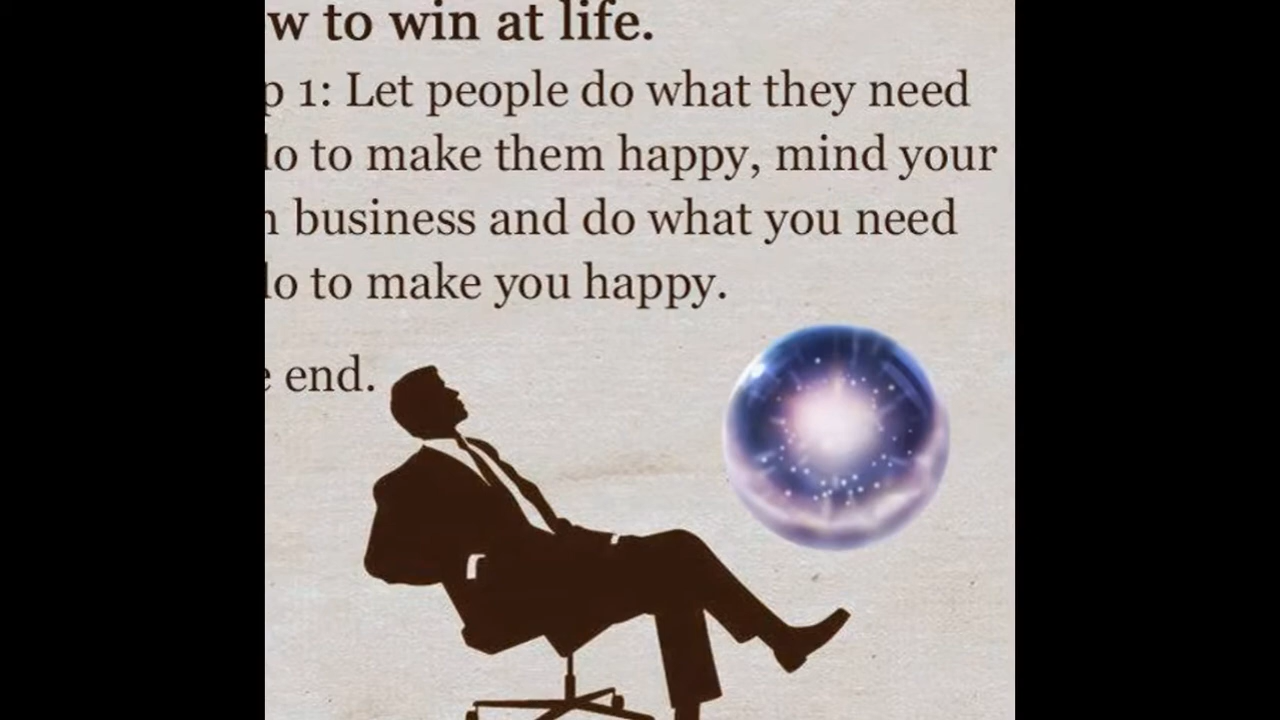 w to win at life.
p 1: Let people do what they need
lo to make them happy, mind your
n business and do what you need
lo to make you happy.
e end.